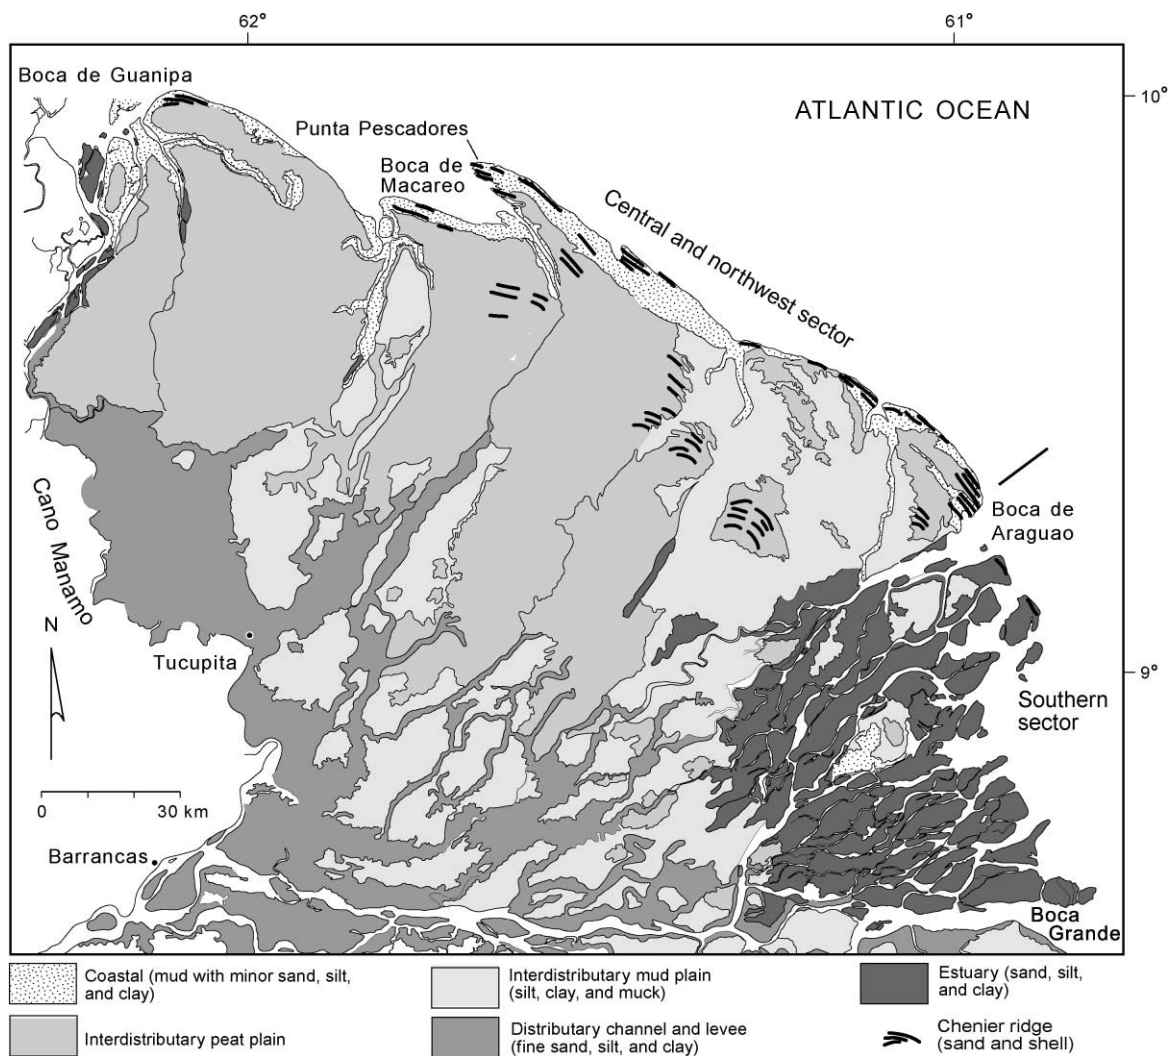 62°
61°
Boca de Guanipa
10°
ATLANTIC OCEAN
Punta Pescadores
Boca de
Macareo
Central and northwest sector
Boca de
Araguao
Cano Manamo
N
Tucupita
9°
Southern
sector
0 30 km
Barrancas
Boca
Grande
Coastal (mud with minor sand, silt,
and clay)
Interdistributary peat plain
Interdistributary mud plain
(silt, clay, and muck)
Distributary channel and levee
(fine sand, silt, and clay)
Estuary (sand, silt,
and clay)
Chenier ridge
(sand and shell)